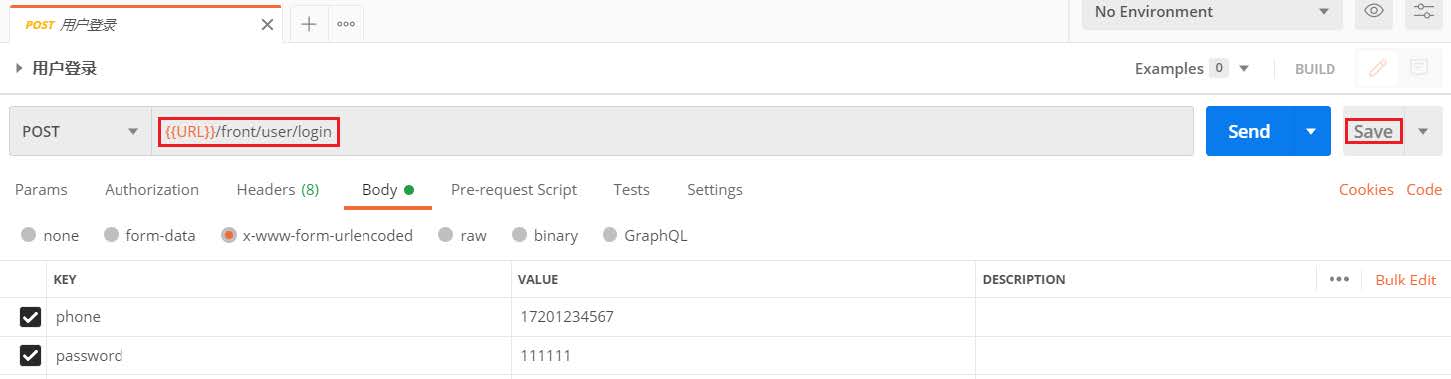 POST 用户登录
No Environment
用户登录
Examples 0 BUILD
POST {{URL}}/front/user/login Send Save
Params Authorization Headers (8) Body Pre-request Script Tests Settings Cookies Code
none form-data x-www-form-urlencoded raw binary GraphQL
KEY VALUE DESCRIPTION ••• Bulk Edit
phone 17201234567
password 111111